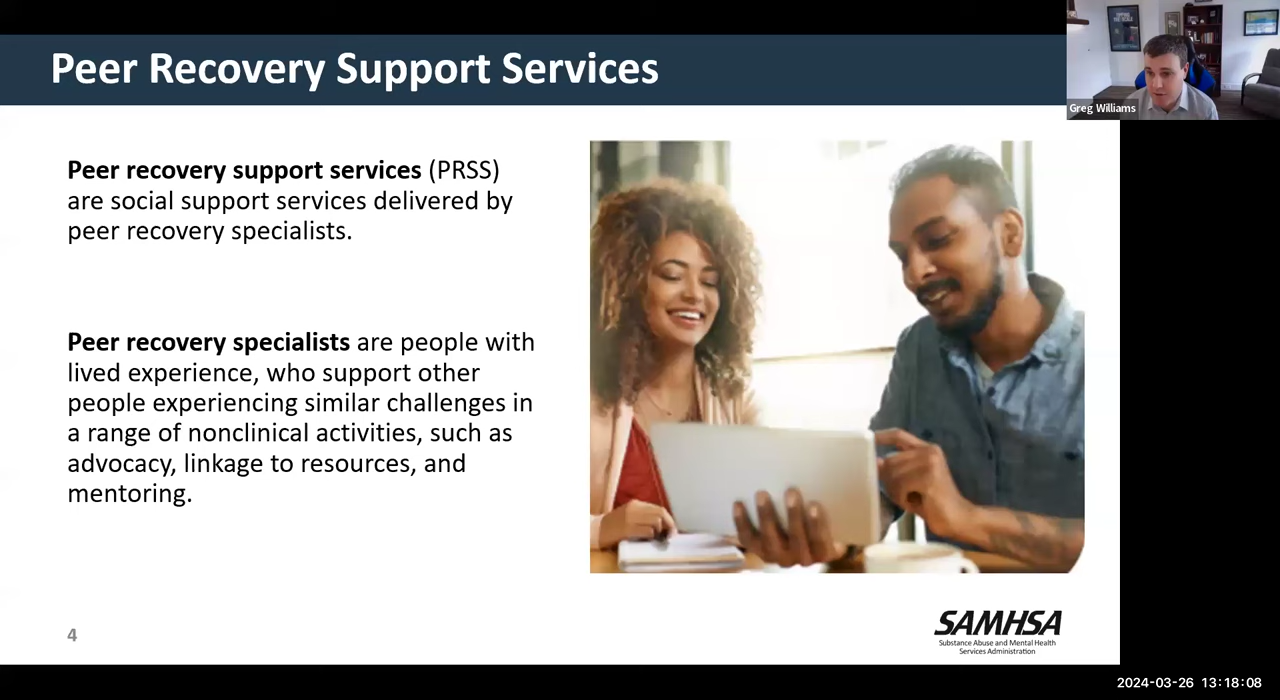 Peer Recovery Support Services
Greg Williams
Peer recovery support services (PRSS)
are social support services delivered by
peer recovery specialists.
Peer recovery specialists are people with
lived experience, who support other
people experiencing similar challenges in
a range of nonclinical activities, such as
advocacy, linkage to resources, and
mentoring.
4
SAMHSA
Substance Abuse and Mental Health
Services Administration
2024-03-26 13:18:08